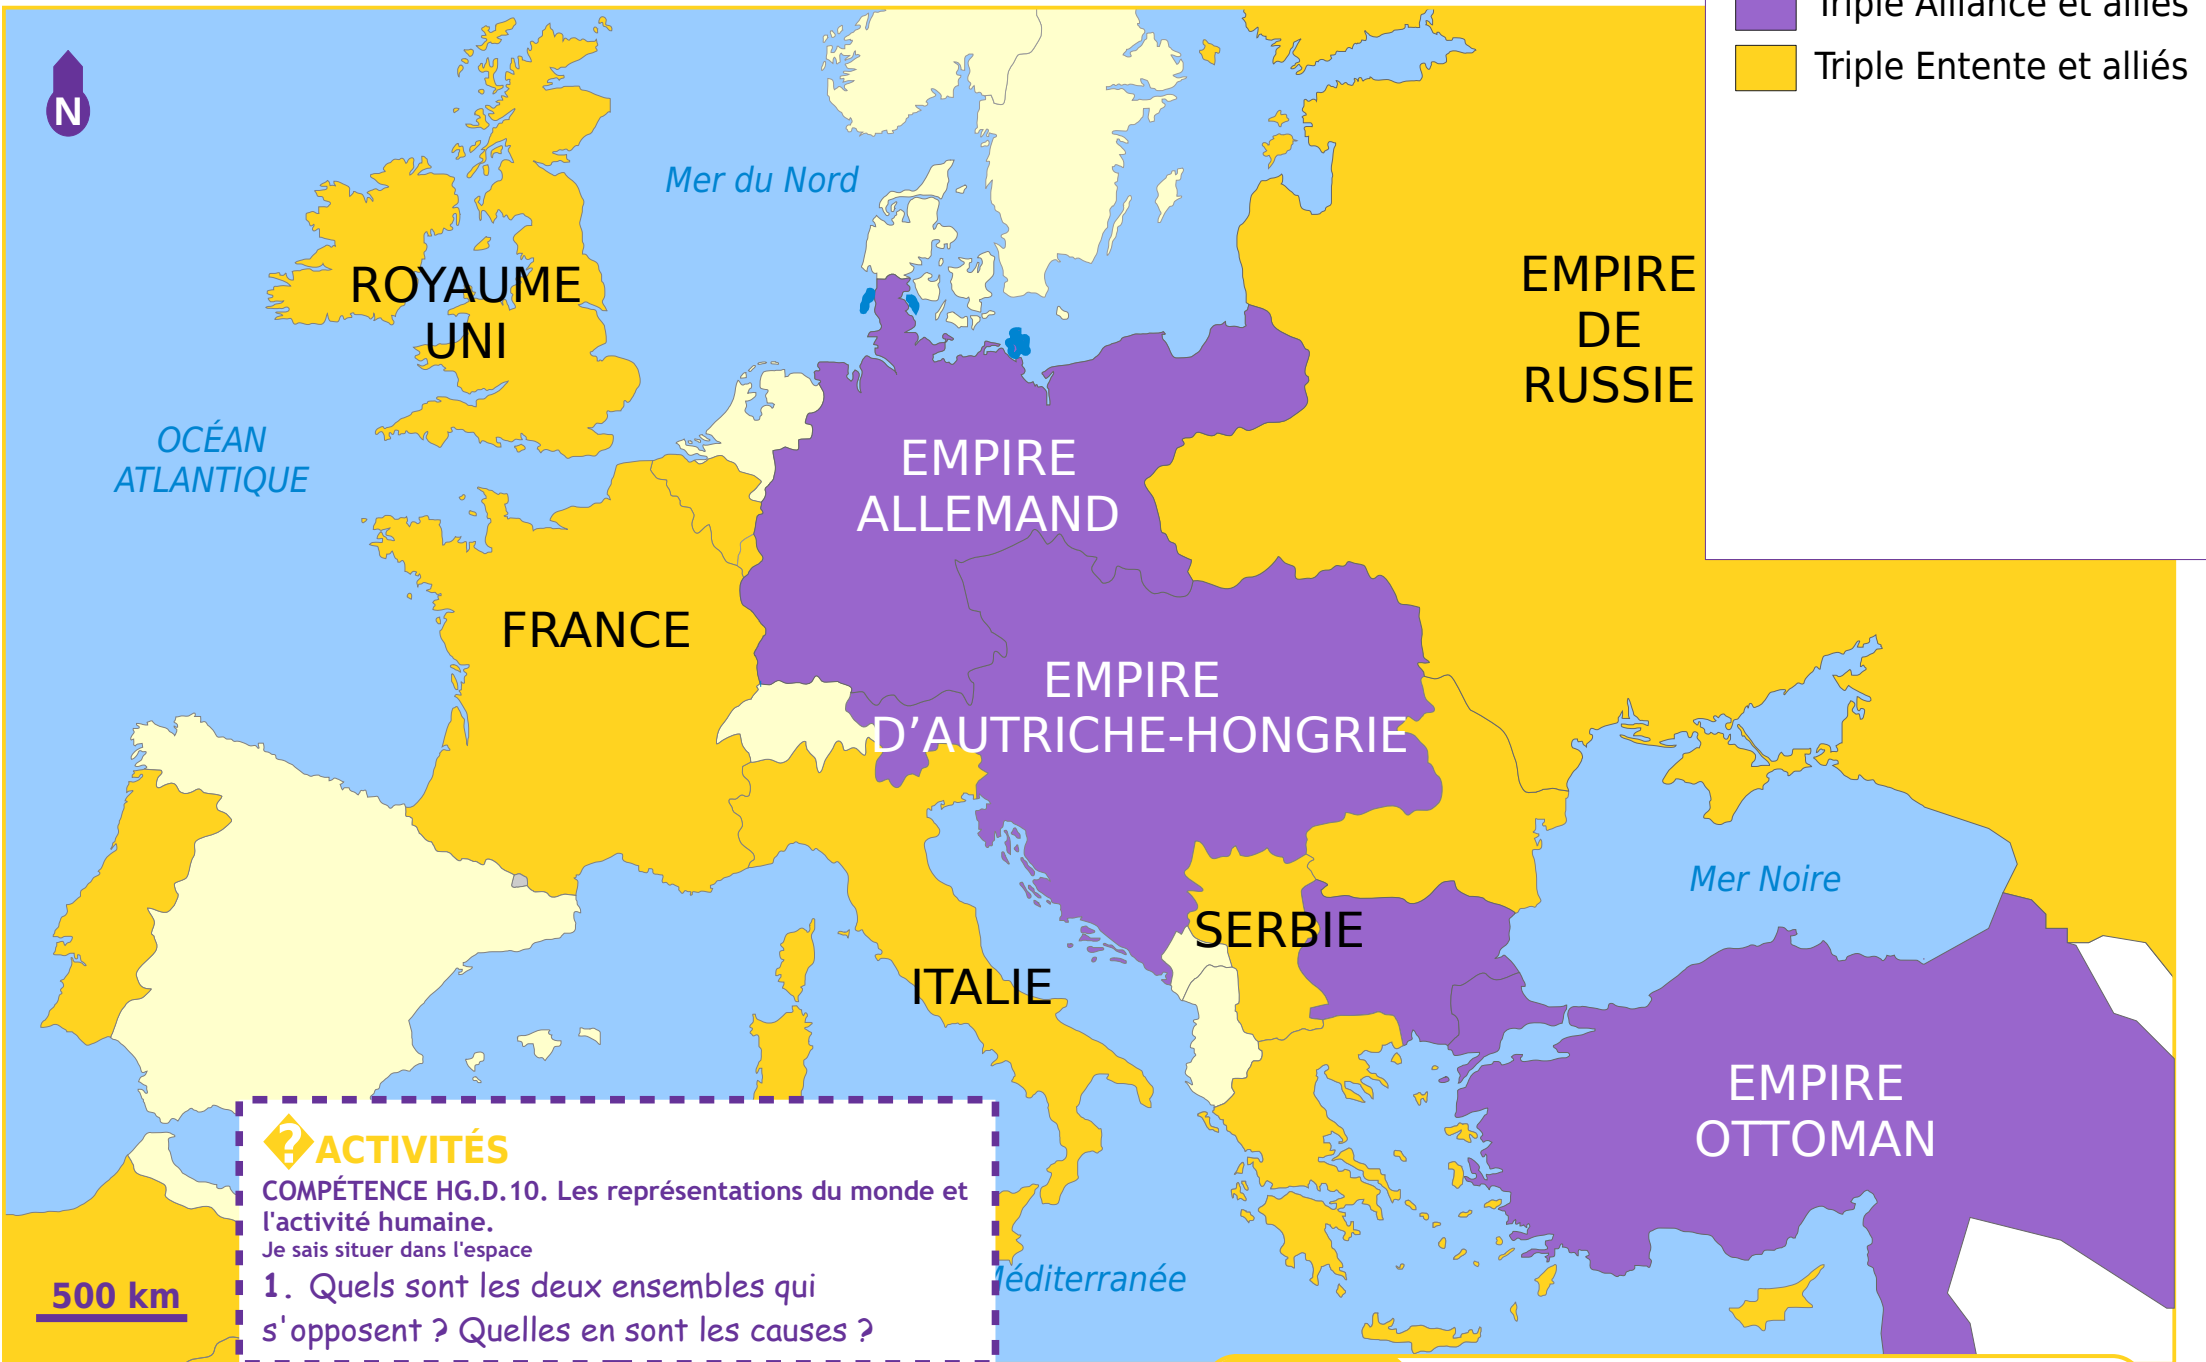 Triple Alliance et alliés
Triple Entente et alliés
N
Mer du Nord
ROYAUME
UNI
EMPIRE
DE
RUSSIE
OCÉAN
ATLANTIQUE
EMPIRE
ALLEMAND
FRANCE
EMPIRE
D’AUTRICHE-HONGRIE
Mer Noire
SERBIE
ITALIE
EMPIRE
OTTOMAN
?ACTIVITÉS
COMPÉTENCE HG.D.10. Les représentations du monde et
l'activité humaine.
Je sais situer dans l'espace
1. Quels sont les deux ensembles qui
s'opposent ? Quelles en sont les causes ?
Méditerranée
500 km